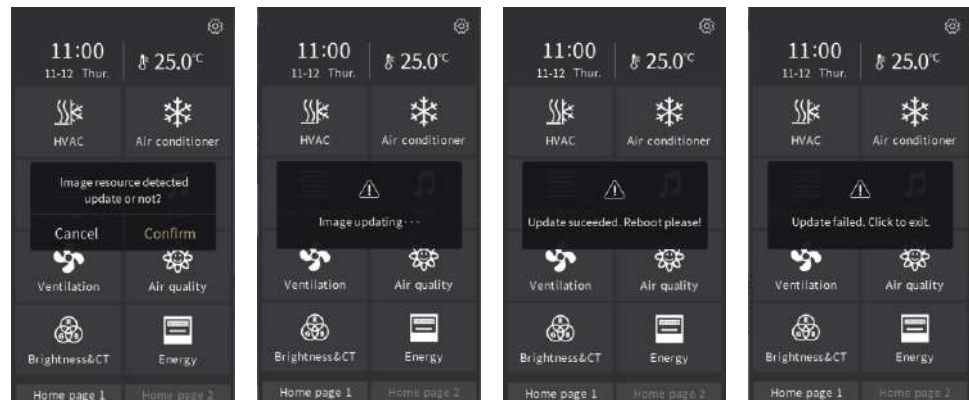 11:00
11-12 Thur.
25.0°C
HVAC
Air conditioner
Image resource detected
update or not?
Cancel
Confirm
Ventilation
Air quality
Brightness&CT
Energy
Home page 1
Home page 2
11:00
11-12 Thur.
25.0°C
HVAC
Air conditioner
Image updating···
Ventilation
Air quality
Brightness&CT
Energy
Home page 1
Home page 2
11:00
11-12 Thur.
25.0°C
HVAC
Air conditioner
Update suceeded. Reboot please!
Ventilation
Air quality
Brightness&CT
Energy
Home page 1
Home page 2
11:00
11-12 Thur.
25.0°C
HVAC
Air conditioner
Update failed. Click to exit.
Ventilation
Air quality
Brightness&CT
Energy
Home page 1
Home page 2